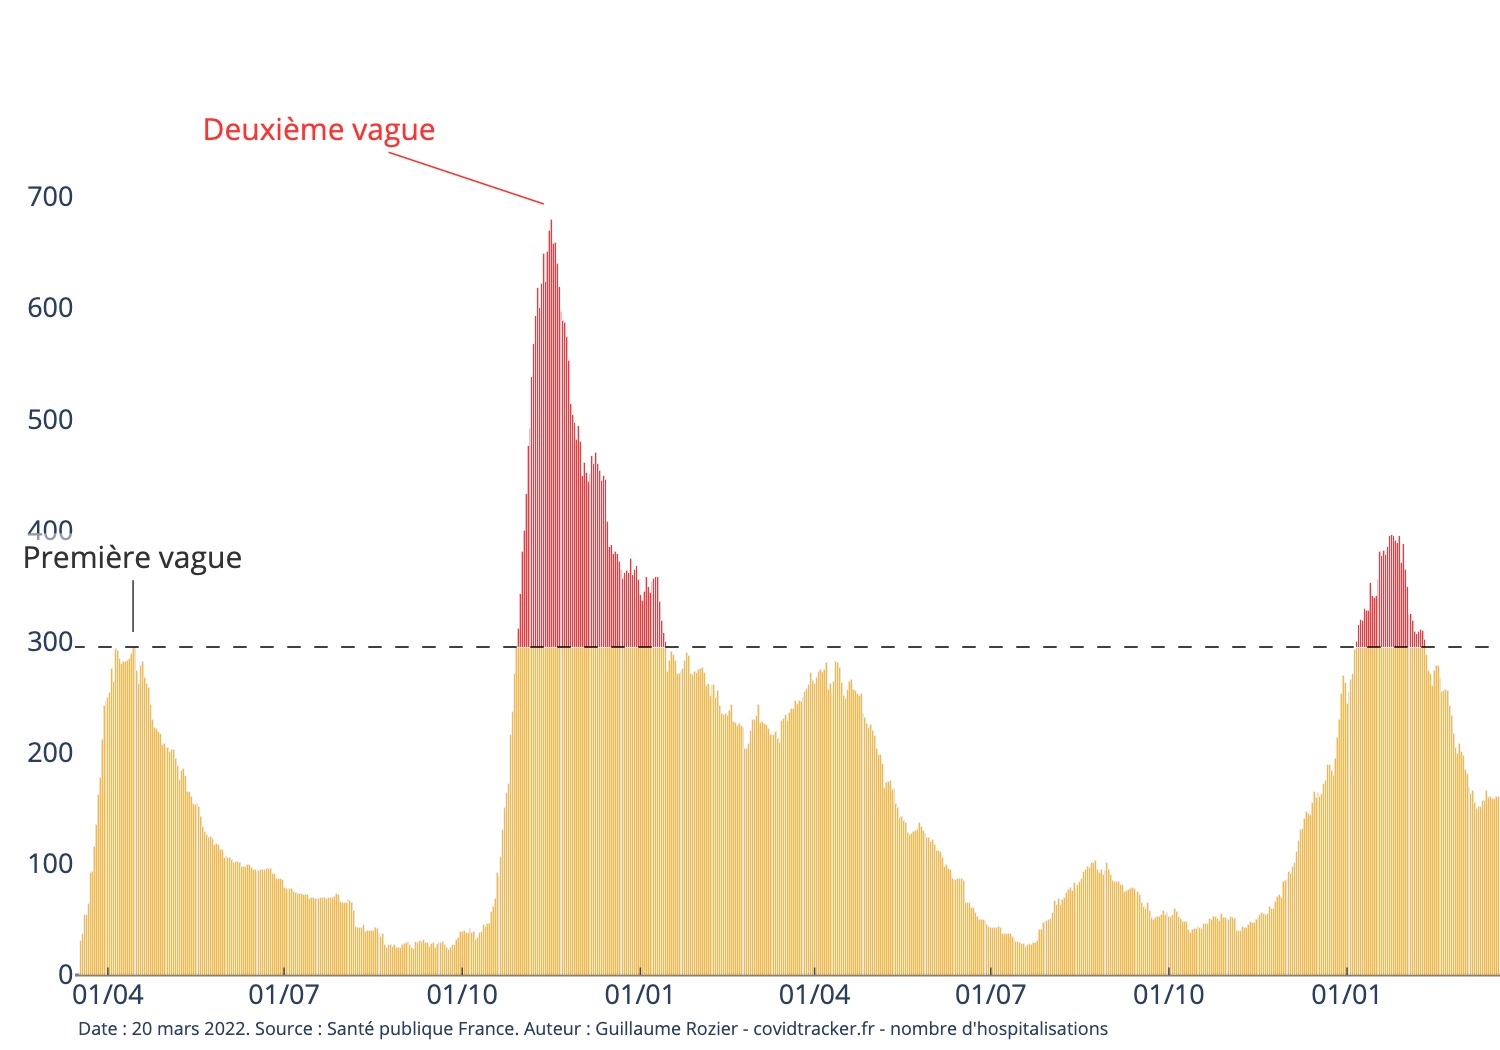 Deuxième vague
700
600
500
400
Première vague
300
200
100
0
01/04 01/07 01/10 01/01 01/04 01/07 01/10 01/01
Date : 20 mars 2022. Source : Santé publique France. Auteur : Guillaume Rozier - covidtracker.fr - nombre d'hospitalisations